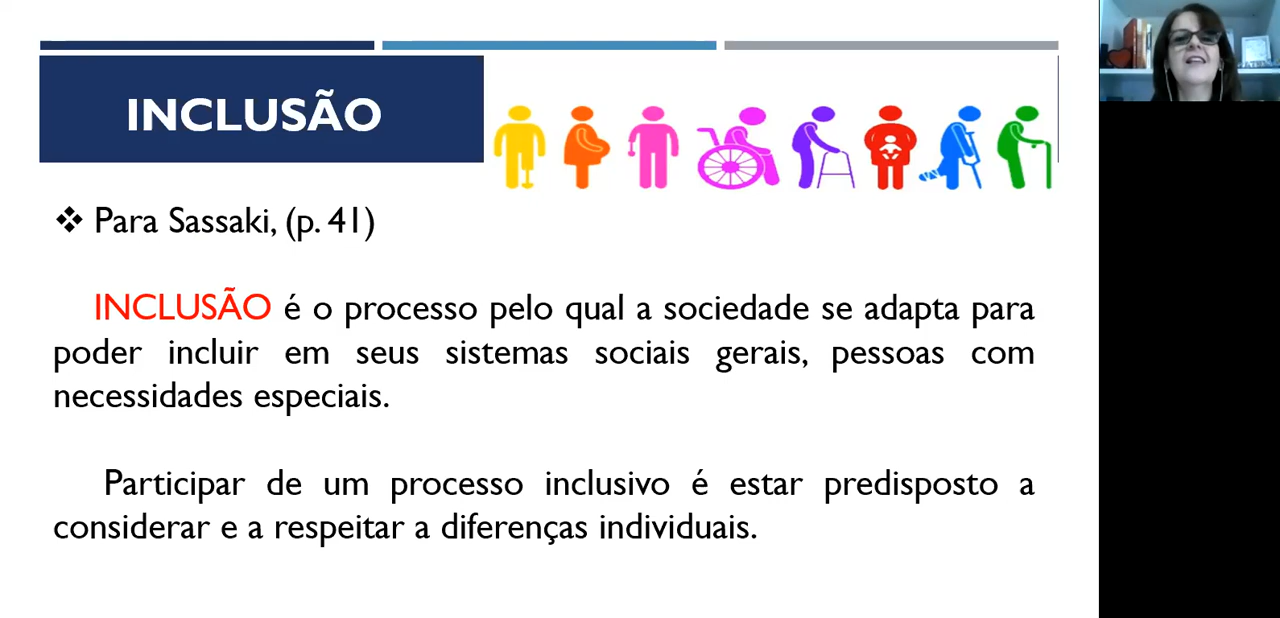 INCLUSÃO
❖ Para Sassaki, (p. 41)
INCLUSÃO é o processo pelo qual a sociedade se adapta para
poder incluir em seus sistemas sociais gerais, pessoas com
necessidades especiais.
Participar de um processo inclusivo é estar predisposto a
considerar e a respeitar a diferenças individuais.